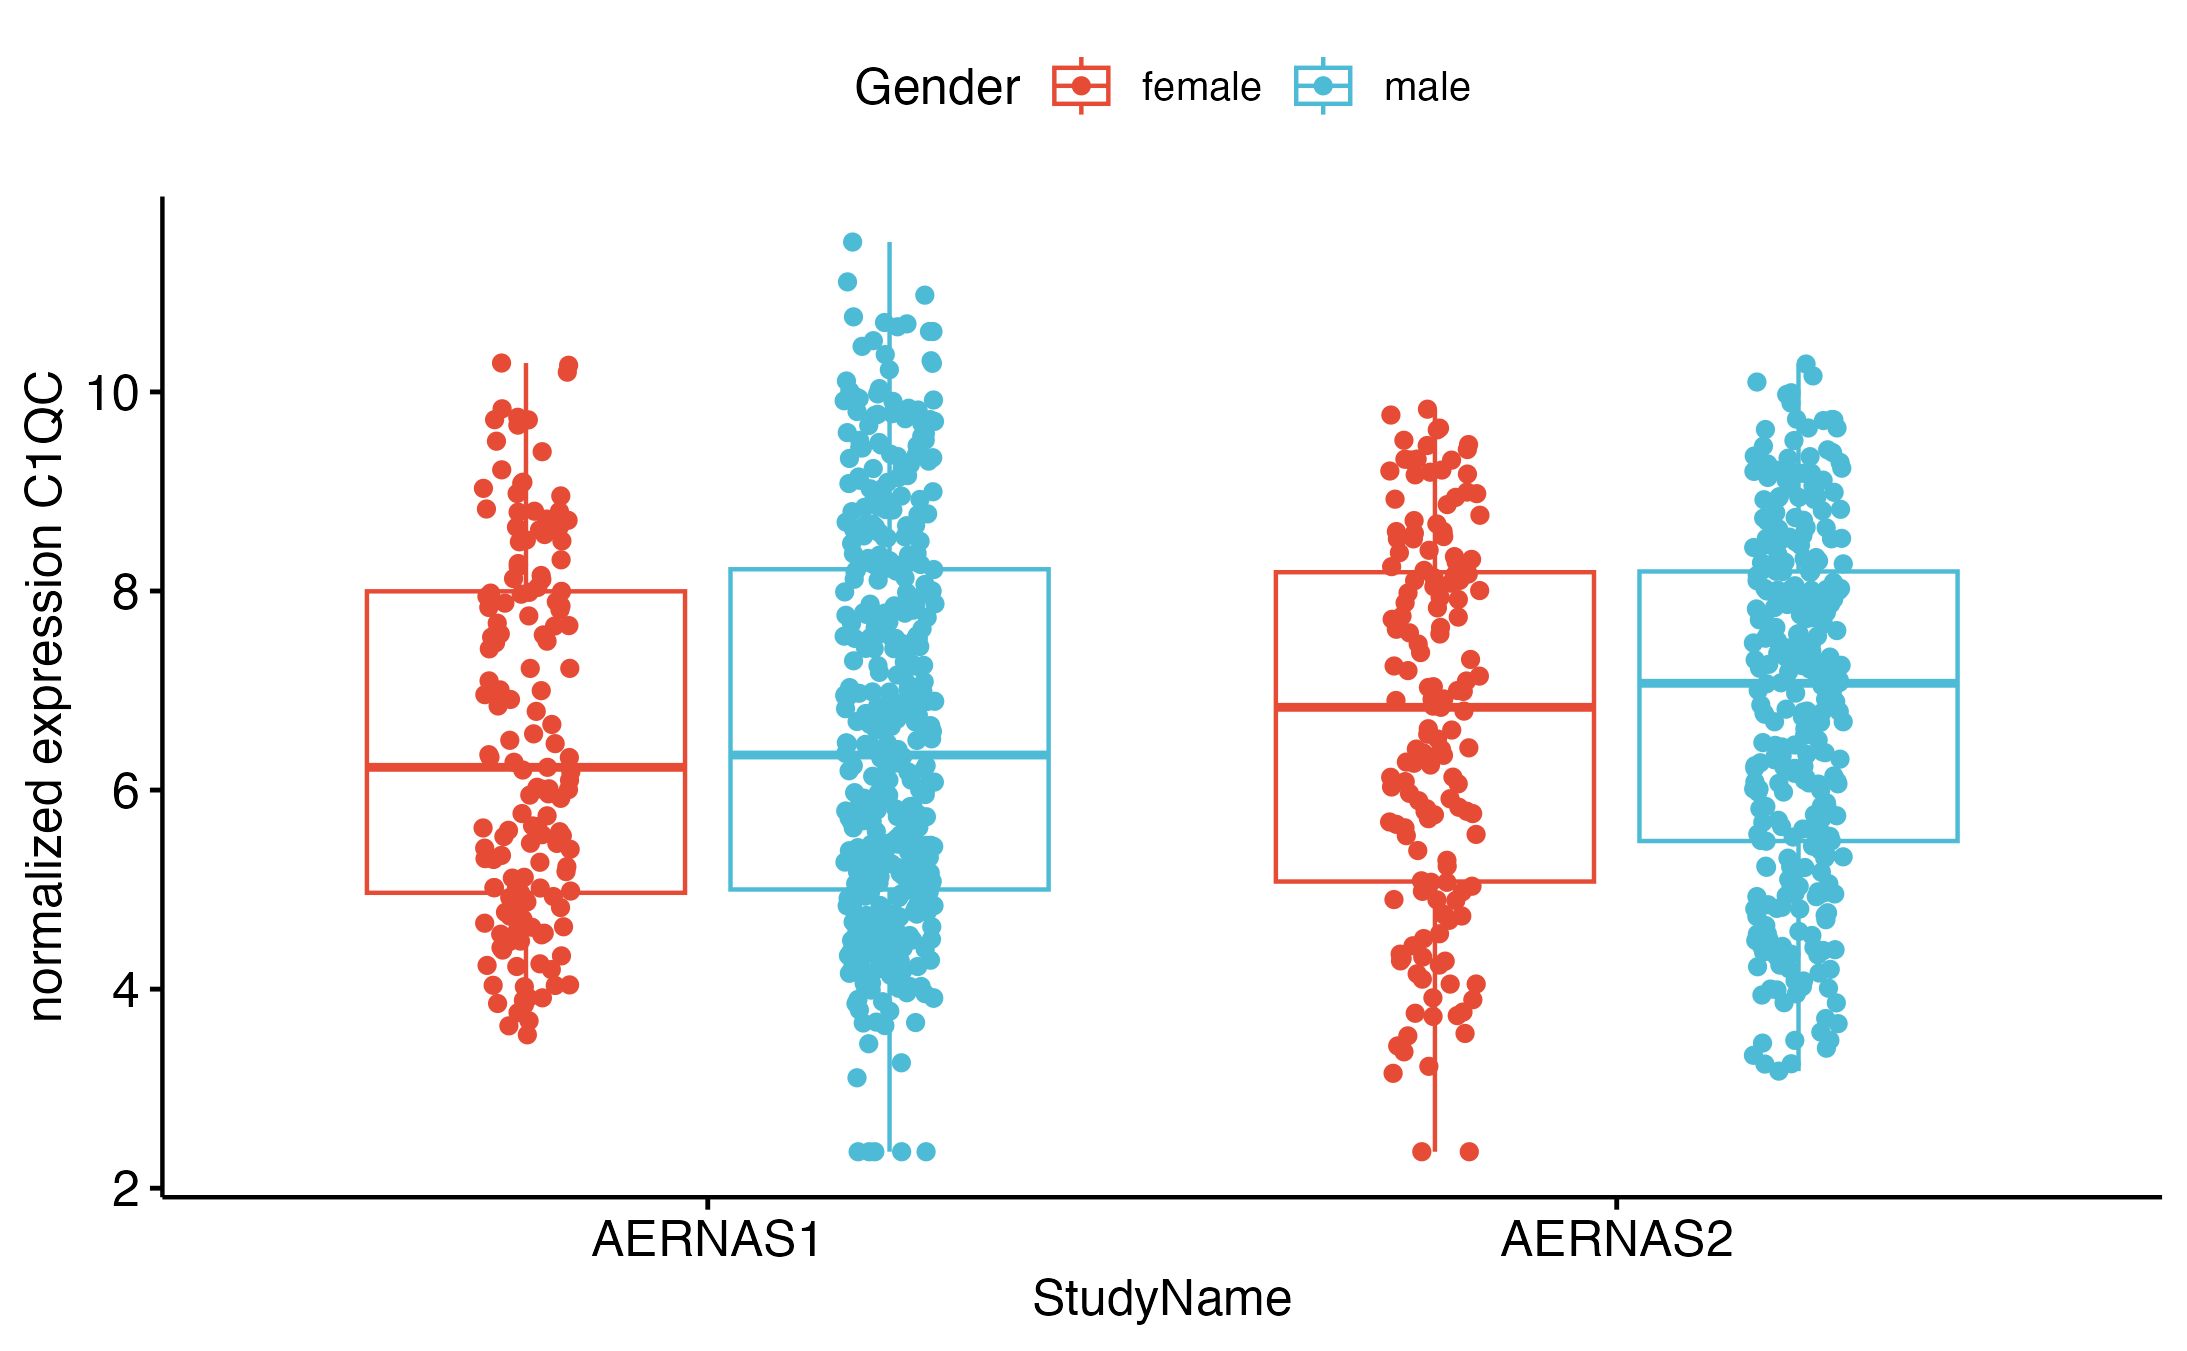 Gender female male
normalized expression C1QC
10
8
6
4
2
AERNAS1 AERNAS2
StudyName